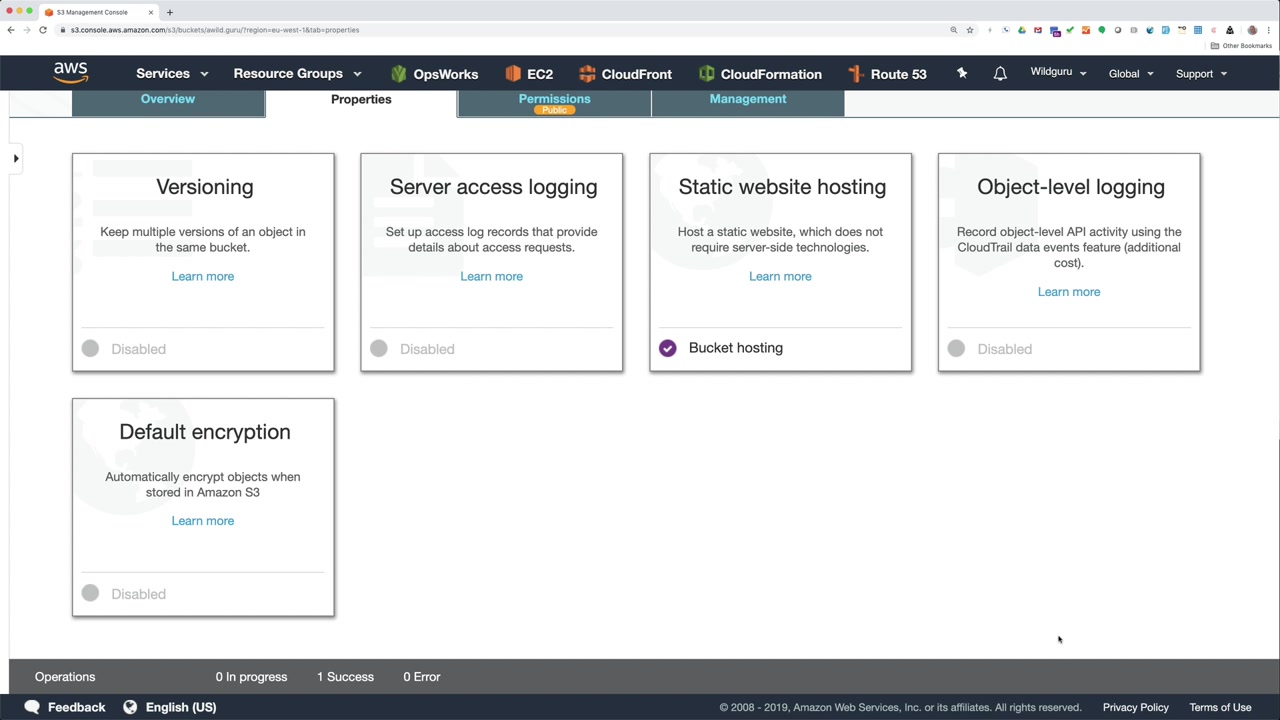 S3 Management Console
s3.console.aws.amazon.com/s3/buckets/awild.guru/?region=eu-west-1&tab=properties
Other Bookmarks
aws
Services
Resource Groups
OpsWorks
EC2
CloudFront
CloudFormation
Route 53
Wildguru
Global
Support
Overview
Properties
Permissions
Public
Management
Versioning
Keep multiple versions of an object in
the same bucket.
Learn more
Disabled
Server access logging
Set up access log records that provide
details about access requests.
Learn more
Disabled
Static website hosting
Host a static website, which does not
require server-side technologies.
Learn more
Bucket hosting
Object-level logging
Record object-level API activity using the
CloudTrail data events feature (additional
cost).
Learn more
Disabled
Default encryption
Automatically encrypt objects when
stored in Amazon S3
Learn more
Disabled
Operations
0 In progress
1 Success
0 Error
Feedback
English (US)
© 2008 - 2019, Amazon Web Services, Inc. or its affiliates. All rights reserved.
Privacy Policy
Terms of Use